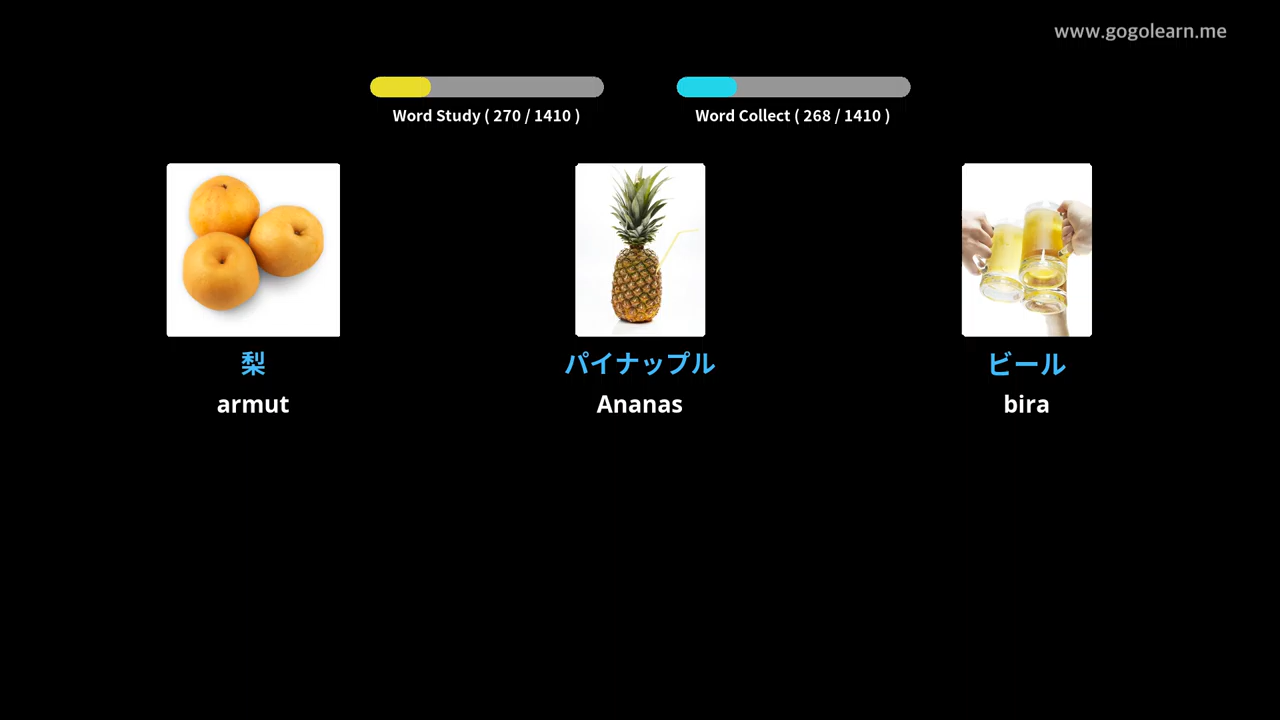 www.gogolearn.me
Word Study ( 270 / 1410 )
Word Collect ( 268 / 1410 )
梨
パイナップル
ビール
armut
Ananas
bira